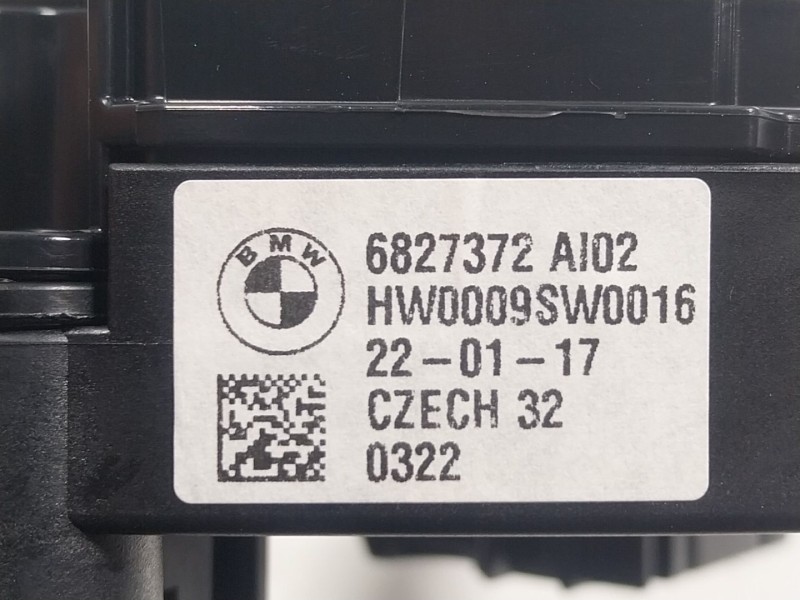 BMW
6827372 AI02
HW0009SW0016
22-01-17
CZECH 32
0322